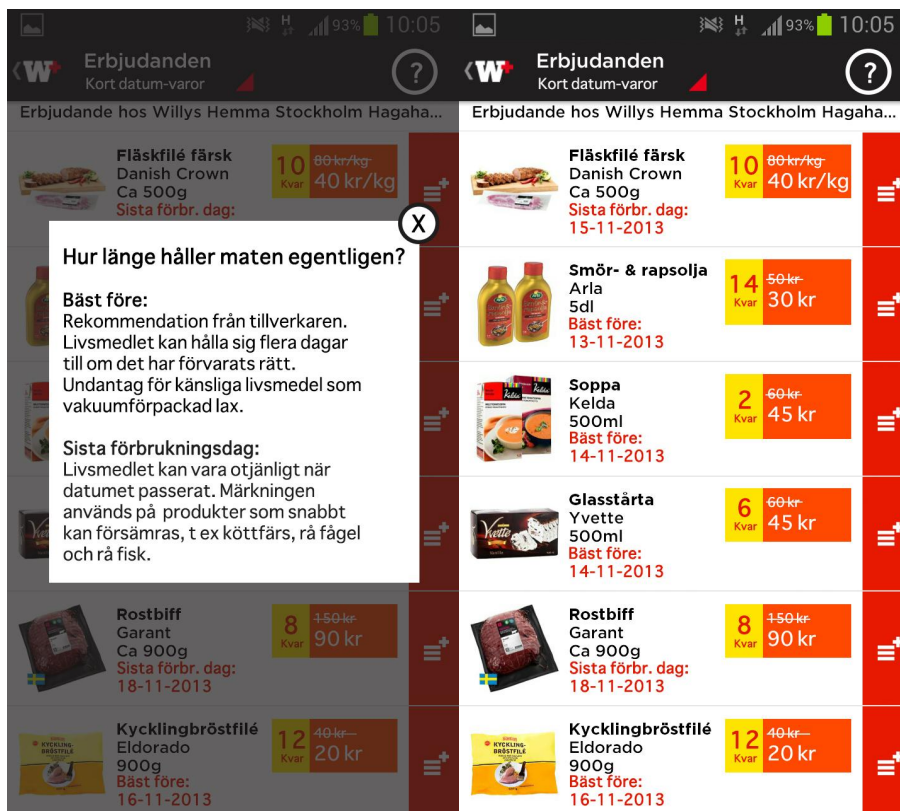 H 93% 10:05
W+
Erbjudanden
Kort datum-varor
?
Erbjudande hos Willys Hemma Stockholm Hagaha...
Fläskfilé färsk
Danish Crown
Ca 500g
Sista förbr. dag:
10 Kvar
80 kr/kg
40 kr/kg
X
Hur länge håller maten egentligen?
Bäst före:
Rekommendation från tillverkaren.
Livsmedlet kan hålla sig flera dagar
till om det har förvarats rätt.
Undantag för känsliga livsmedel som
vakuumförpackad lax.
Sista förbrukningsdag:
Livsmedlet kan vara otjänligt när
datumet passerat. Märkningen
används på produkter som snabbt
kan försämras, t ex köttfärs, rå fågel
och rå fisk.
Yvette
Rostbiff
Garant
Ca 900g
Sista förbr. dag:
18-11-2013
8 Kvar
150 kr
90 kr
KYCKLING-
BRÖSTFILÉ
Kycklingbröstfilé
Eldorado
900g
Bäst före:
16-11-2013
12 Kvar
40 kr
20 kr
H 93% 10:05
W+
Erbjudanden
Kort datum-varor
?
Erbjudande hos Willys Hemma Stockholm Hagaha...
Fläskfilé färsk
Danish Crown
Ca 500g
Sista förbr. dag:
15-11-2013
10 Kvar
80 kr/kg
40 kr/kg
Smör- & rapsolja
Arla
5dl
Bäst före:
13-11-2013
14 Kvar
50 kr
30 kr
Kelda
Kelda
Soppa
Kelda
500ml
Bäst före:
14-11-2013
2 Kvar
60 kr
45 kr
Yvette
Glasstårta
Yvette
500ml
Bäst före:
14-11-2013
6 Kvar
60 kr
45 kr
Rostbiff
Garant
Ca 900g
Sista förbr. dag:
18-11-2013
8 Kvar
150 kr
90 kr
KYCKLING-
BRÖSTFILÉ
Kycklingbröstfilé
Eldorado
900g
Bäst före:
16-11-2013
12 Kvar
40 kr
20 kr